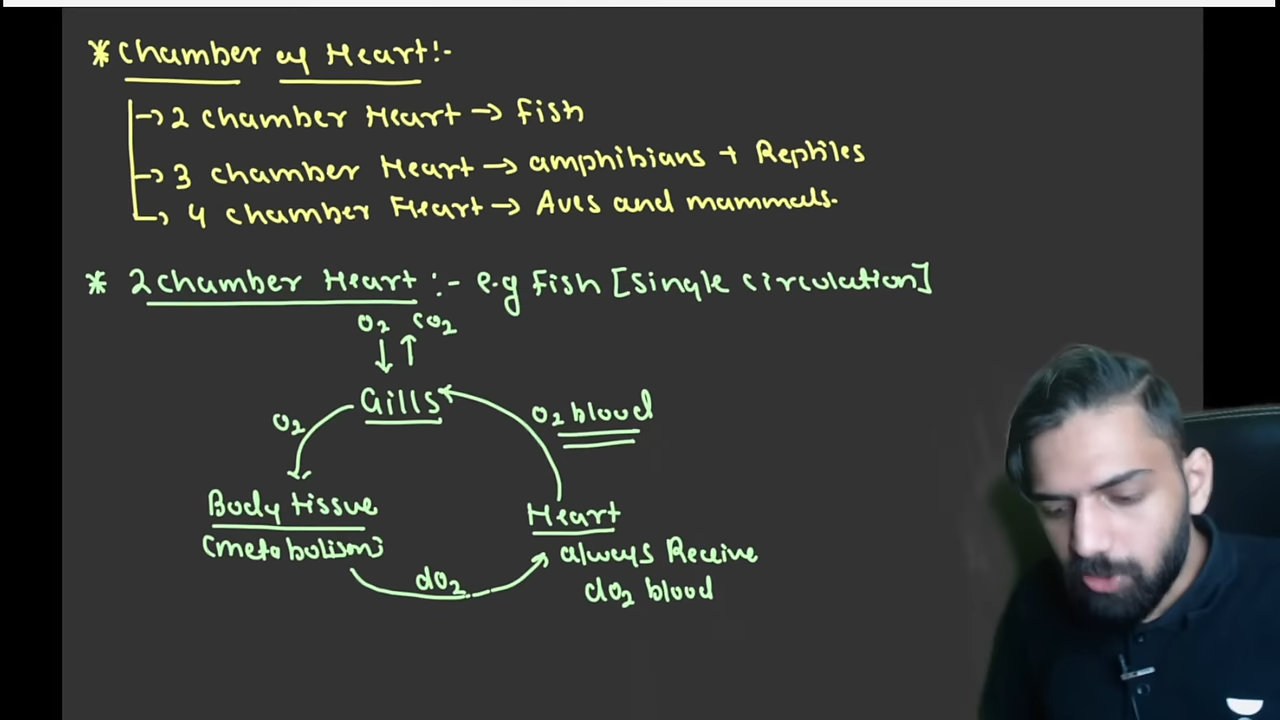 * Chamber of Heart:-
→ 2 chamber Heart → fish
→ 3 chamber Heart → amphibians + Reptiles
→ 4 chamber Heart → Aves and mammals.
* 2 chamber Heart :- e.g fish [single circulation]
O₂ CO₂
↓ ↑
Gills
O₂
O₂ blood
Body tissue
(metabolism)
Heart
always Receive
dO₂
dO₂ blood